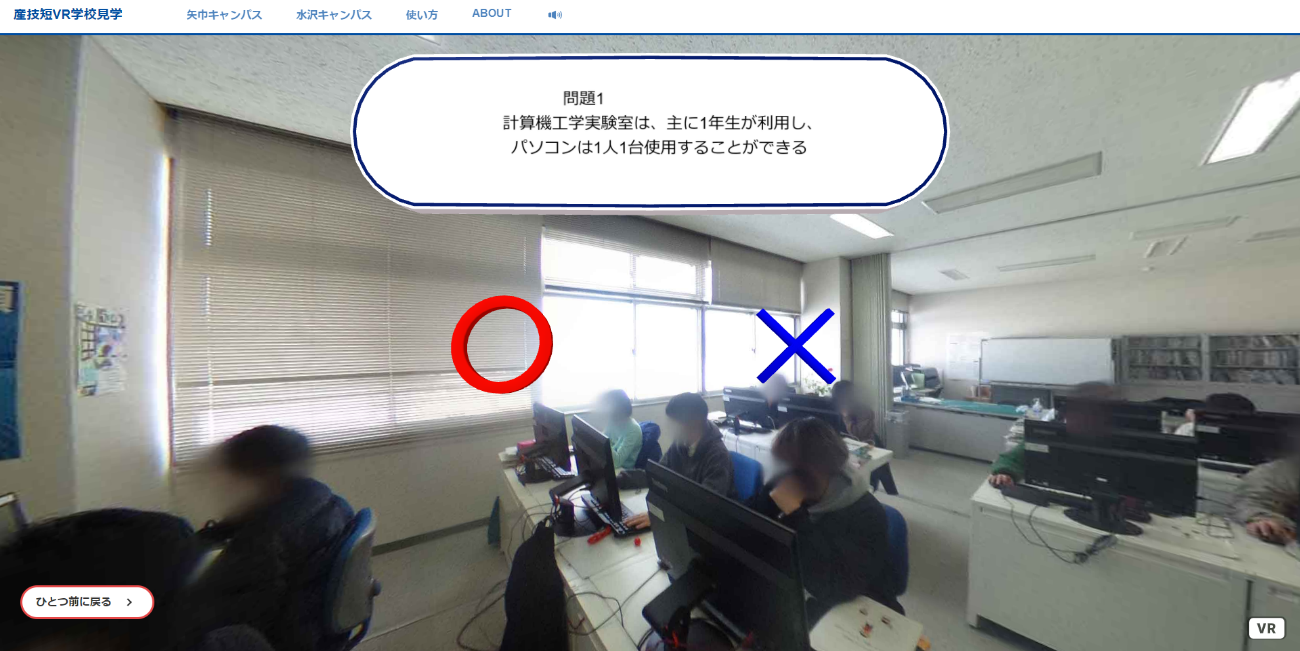 産技短VR学校見学
矢巾キャンパス
水沢キャンパス
使い方
ABOUT
問題1
計算機工学実験室は、主に1年生が利用し、
パソコンは1人1台使用することができる
ひとつ前に戻る
VR